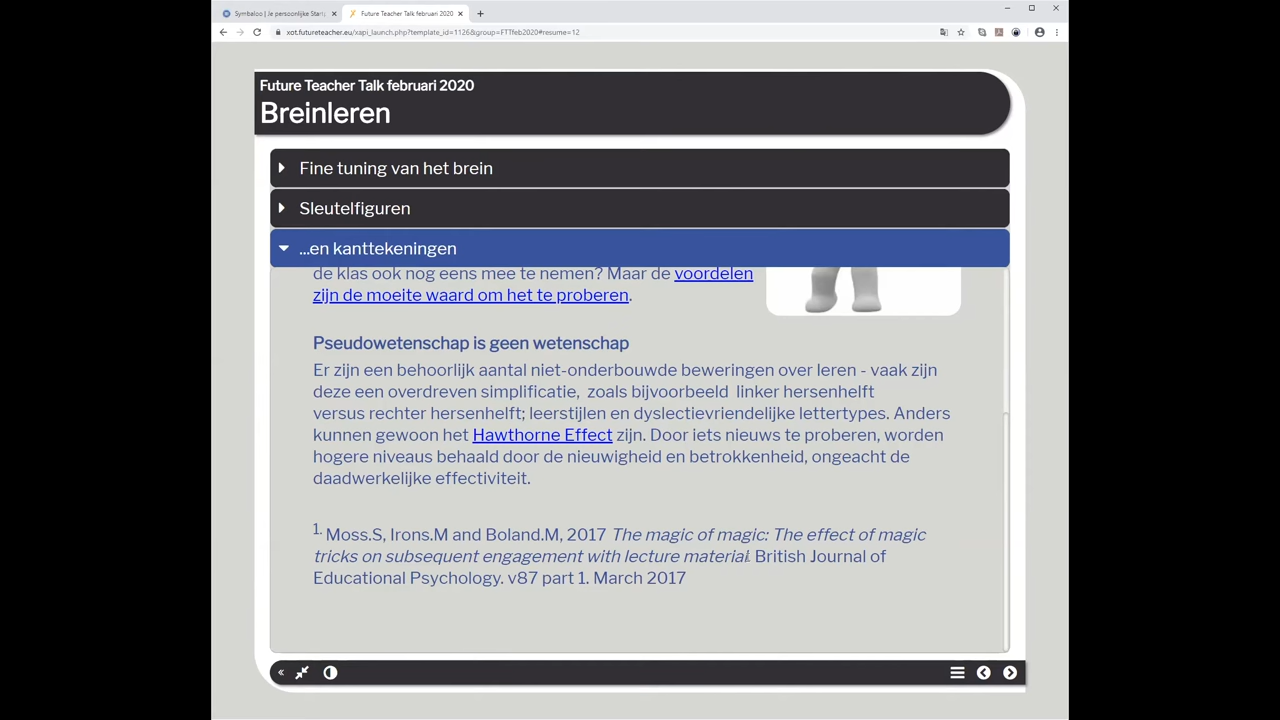 Symbaloo | Je persoonlijke Start
Future Teacher Talk februari 2020
xot.futureteacher.eu/xapi_launch.php?template_id=1126&group=FTTfeb2020#resume=12
Future Teacher Talk februari 2020
Breinleren
Fine tuning van het brein
Sleutelfiguren
...en kanttekeningen
de klas ook nog eens mee te nemen? Maar de voordelen
zijn de moeite waard om het te proberen.
Pseudowetenschap is geen wetenschap
Er zijn een behoorlijk aantal niet-onderbouwde beweringen over leren - vaak zijn
deze een overdreven simplificatie, zoals bijvoorbeeld linker hersenhelft
versus rechter hersenhelft; leerstijlen en dyslectievriendelijke lettertypes. Anders
kunnen gewoon het Hawthorne Effect zijn. Door iets nieuws te proberen, worden
hogere niveaus behaald door de nieuwigheid en betrokkenheid, ongeacht de
daadwerkelijke effectiviteit.
1. Moss.S, Irons.M and Boland.M, 2017 The magic of magic: The effect of magic
tricks on subsequent engagement with lecture material. British Journal of
Educational Psychology. v87 part 1. March 2017